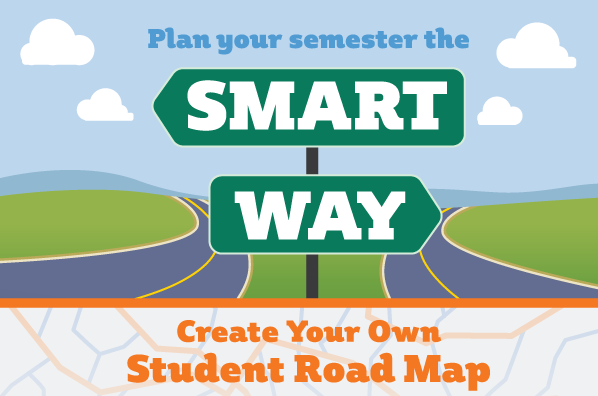 Plan your semester the
SMART
WAY
Create Your Own
Student Road Map